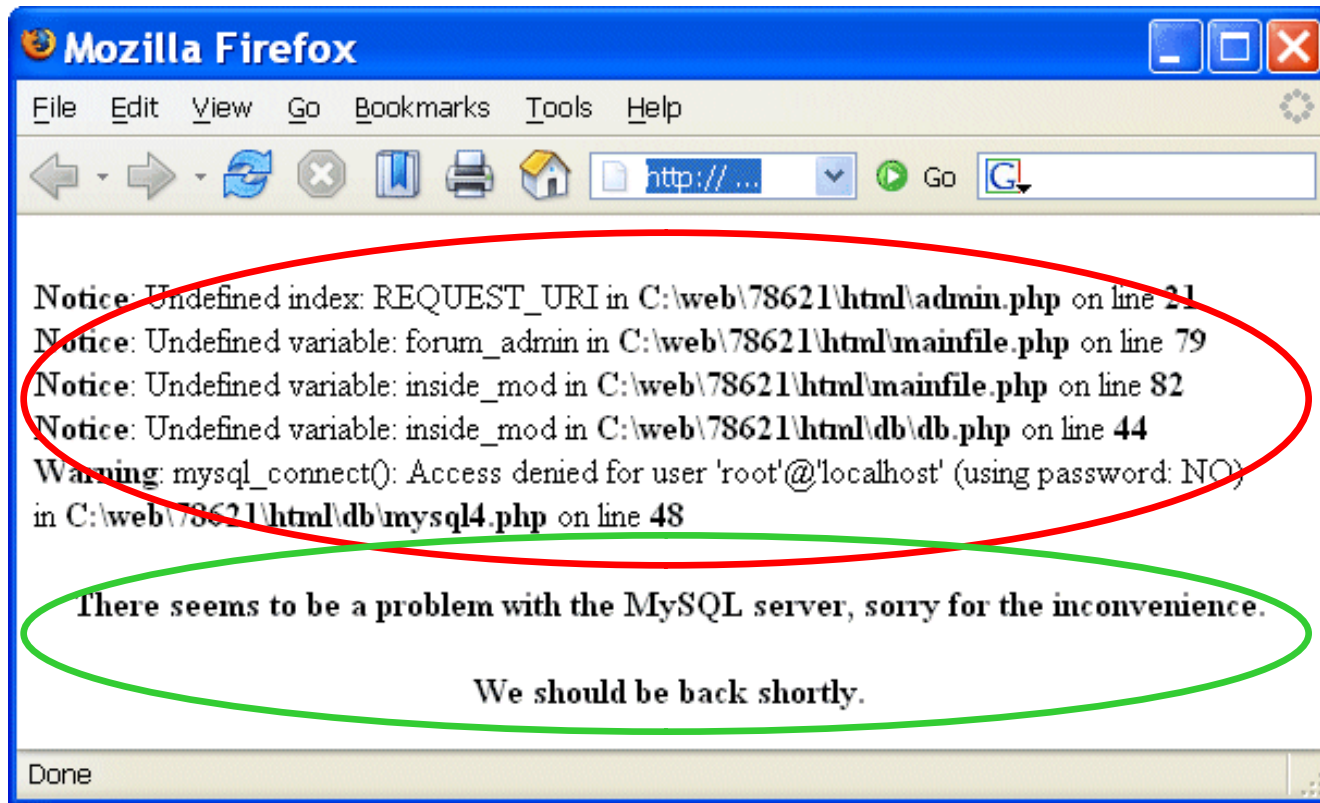 Mozilla Firefox
File Edit View Go Bookmarks Tools Help
http:// ... Go G
Notice: Undefined index: REQUEST_URI in C:\web\78621\html\admin.php on line 21
Notice: Undefined variable: forum_admin in C:\web\78621\html\mainfile.php on line 79
Notice: Undefined variable: inside_mod in C:\web\78621\html\mainfile.php on line 82
Notice: Undefined variable: inside_mod in C:\web\78621\html\db\db.php on line 44
Warning: mysql_connect(): Access denied for user 'root'@'localhost' (using password: NO)
in C:\web\78621\html\db\mysql4.php on line 48
There seems to be a problem with the MySQL server, sorry for the inconvenience.
We should be back shortly.
Done